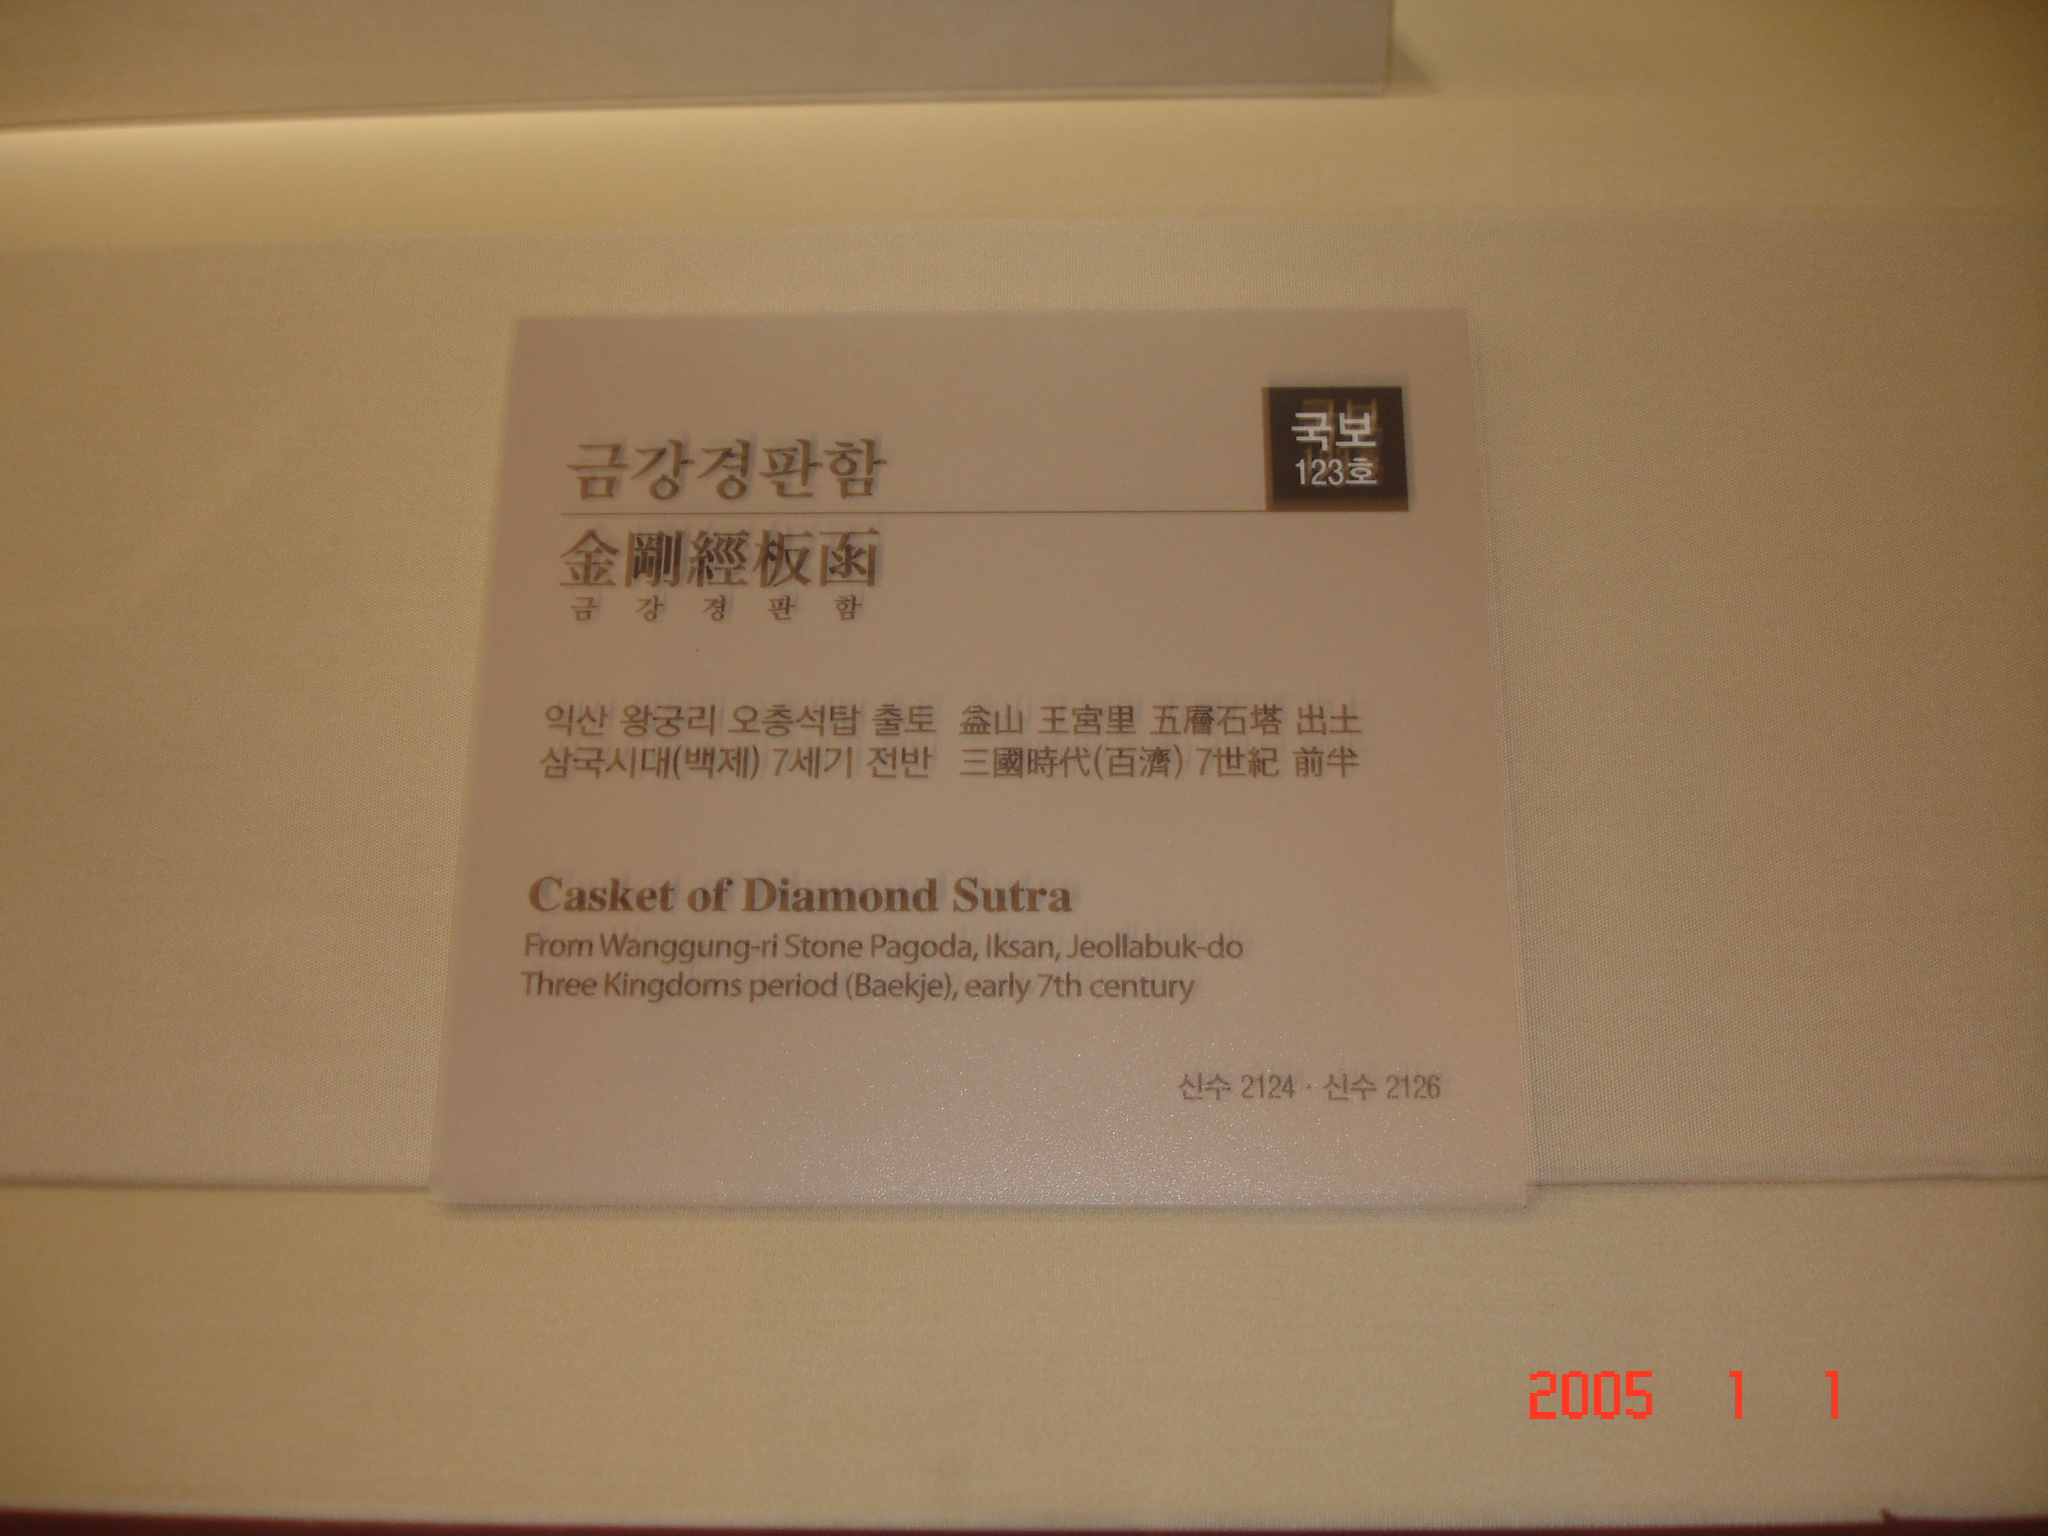 국보
123호
금강경판함
金剛經板函
금 강 경 판 함
익산 왕궁리 오층석탑 출토 益山 王宮里 五層石塔 出土
삼국시대(백제) 7세기 전반 三國時代(百濟) 7世紀 前半
Casket of Diamond Sutra
From Wanggung-ri Stone Pagoda, Iksan, Jeollabuk-do
Three Kingdoms period (Baekje), early 7th century
신수 2124 · 신수 2126
2005 1 1